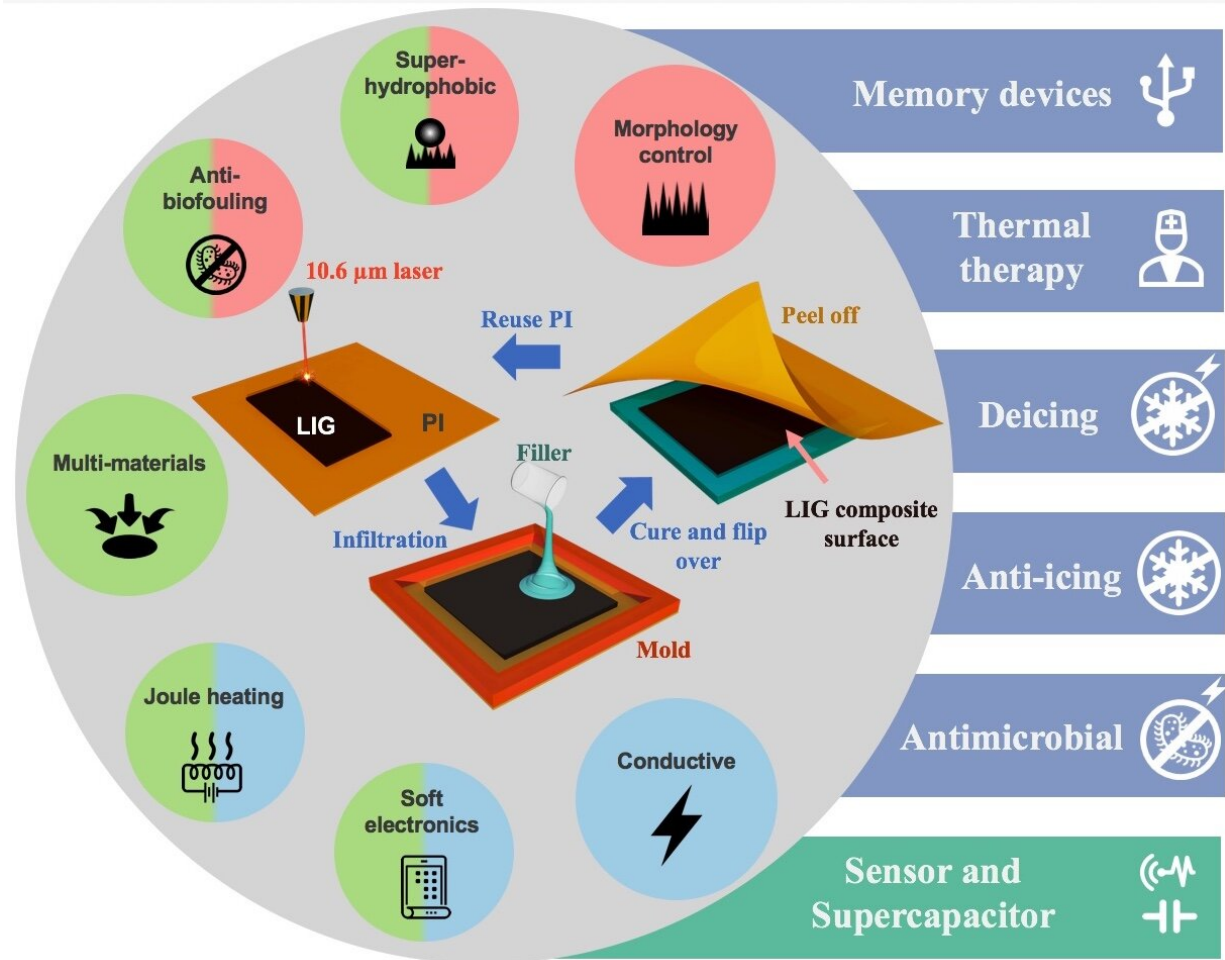 Super-
hydrophobic
Morphology
control
Anti-
biofouling
10.6 µm laser
Reuse PI
Peel off
LIG
PI
Multi-materials
Filler
Infiltration
Cure and flip
over
LIG composite
surface
Mold
Joule heating
Soft
electronics
Conductive
Memory devices
Thermal
therapy
Deicing
Anti-icing
Antimicrobial
Sensor and
Supercapacitor